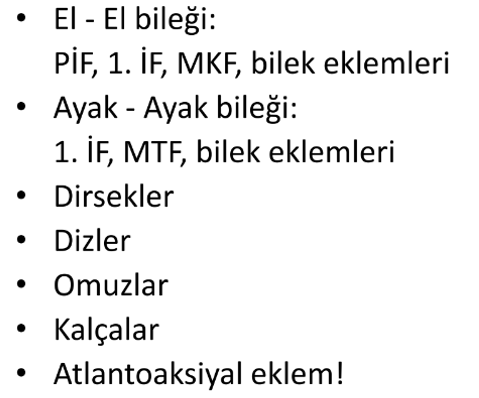 • El - El bileği:
PİF, 1. İF, MKF, bilek eklemleri
• Ayak - Ayak bileği:
1. İF, MTF, bilek eklemleri
• Dirsekler
• Dizler
• Omuzlar
• Kalçalar
• Atlantoaksiyal eklem!